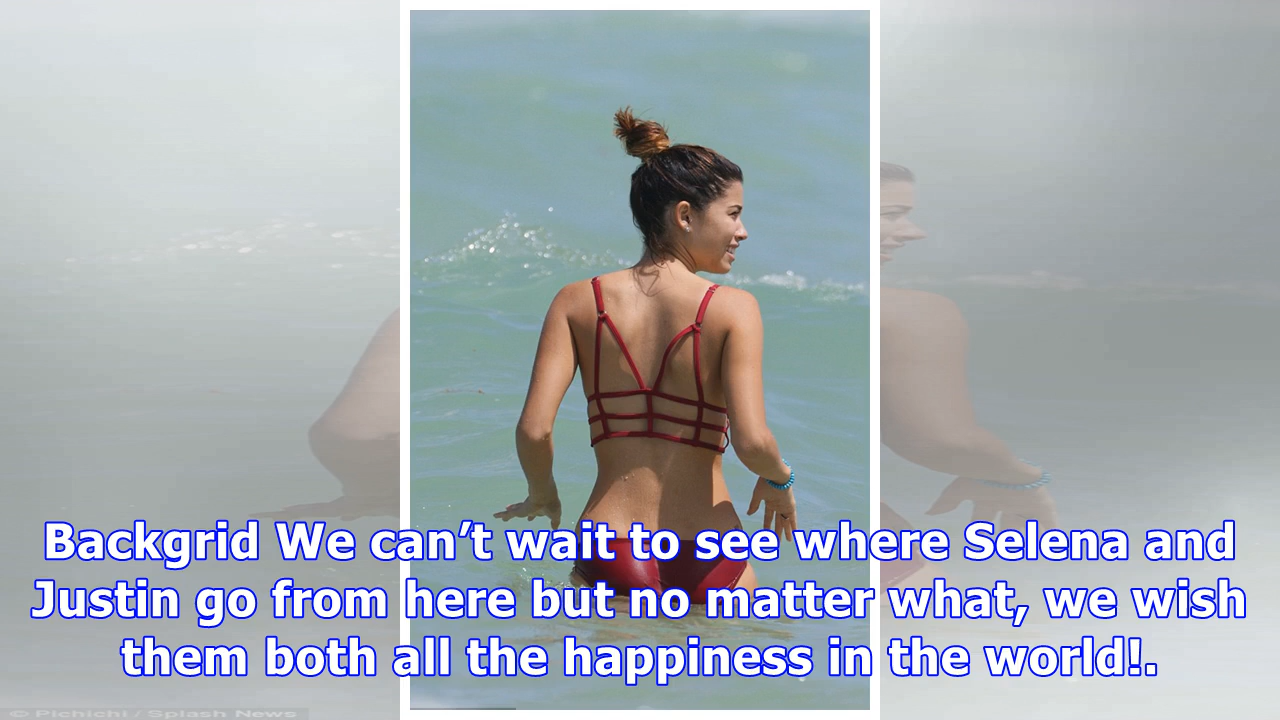 Backgrid We can’t wait to see where Selena and
Justin go from here but no matter what, we wish
them both all the happiness in the world!.
© Pichichi / Splash News